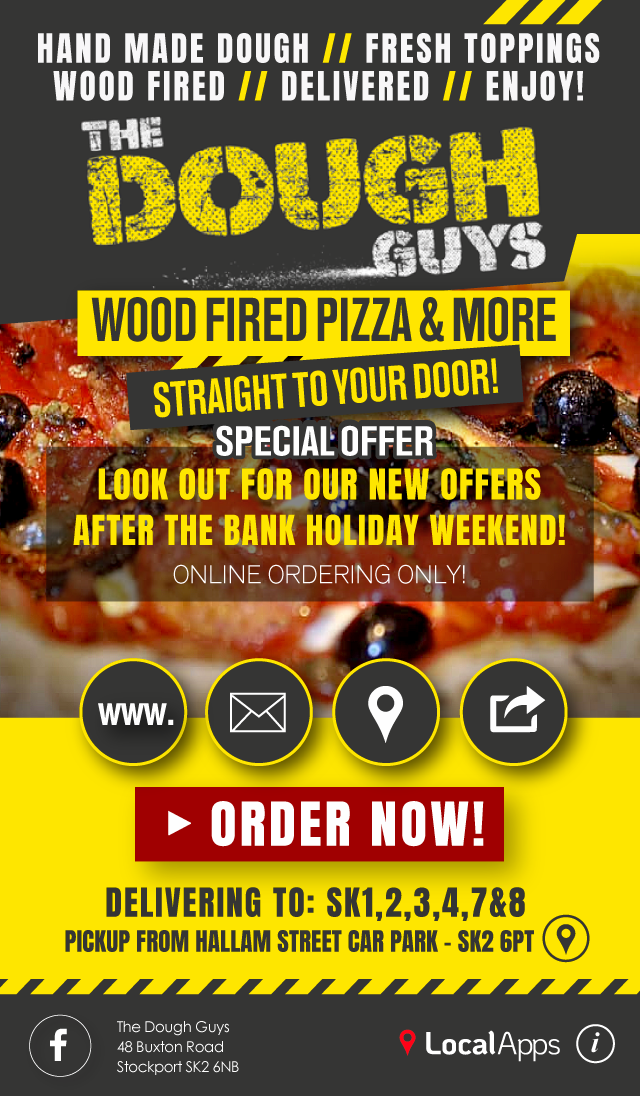 HAND MADE DOUGH // FRESH TOPPINGS
WOOD FIRED // DELIVERED // ENJOY!
THE
DOUGH
GUYS
WOOD FIRED PIZZA & MORE
STRAIGHT TO YOUR DOOR!
SPECIAL OFFER
LOOK OUT FOR OUR NEW OFFERS
AFTER THE BANK HOLIDAY WEEKEND!
ONLINE ORDERING ONLY!
WWW.
ORDER NOW!
DELIVERING TO: SK1,2,3,4,7&8
PICKUP FROM HALLAM STREET CAR PARK - SK2 6PT
f
The Dough Guys
48 Buxton Road
Stockport SK2 6NB
LocalApps
i